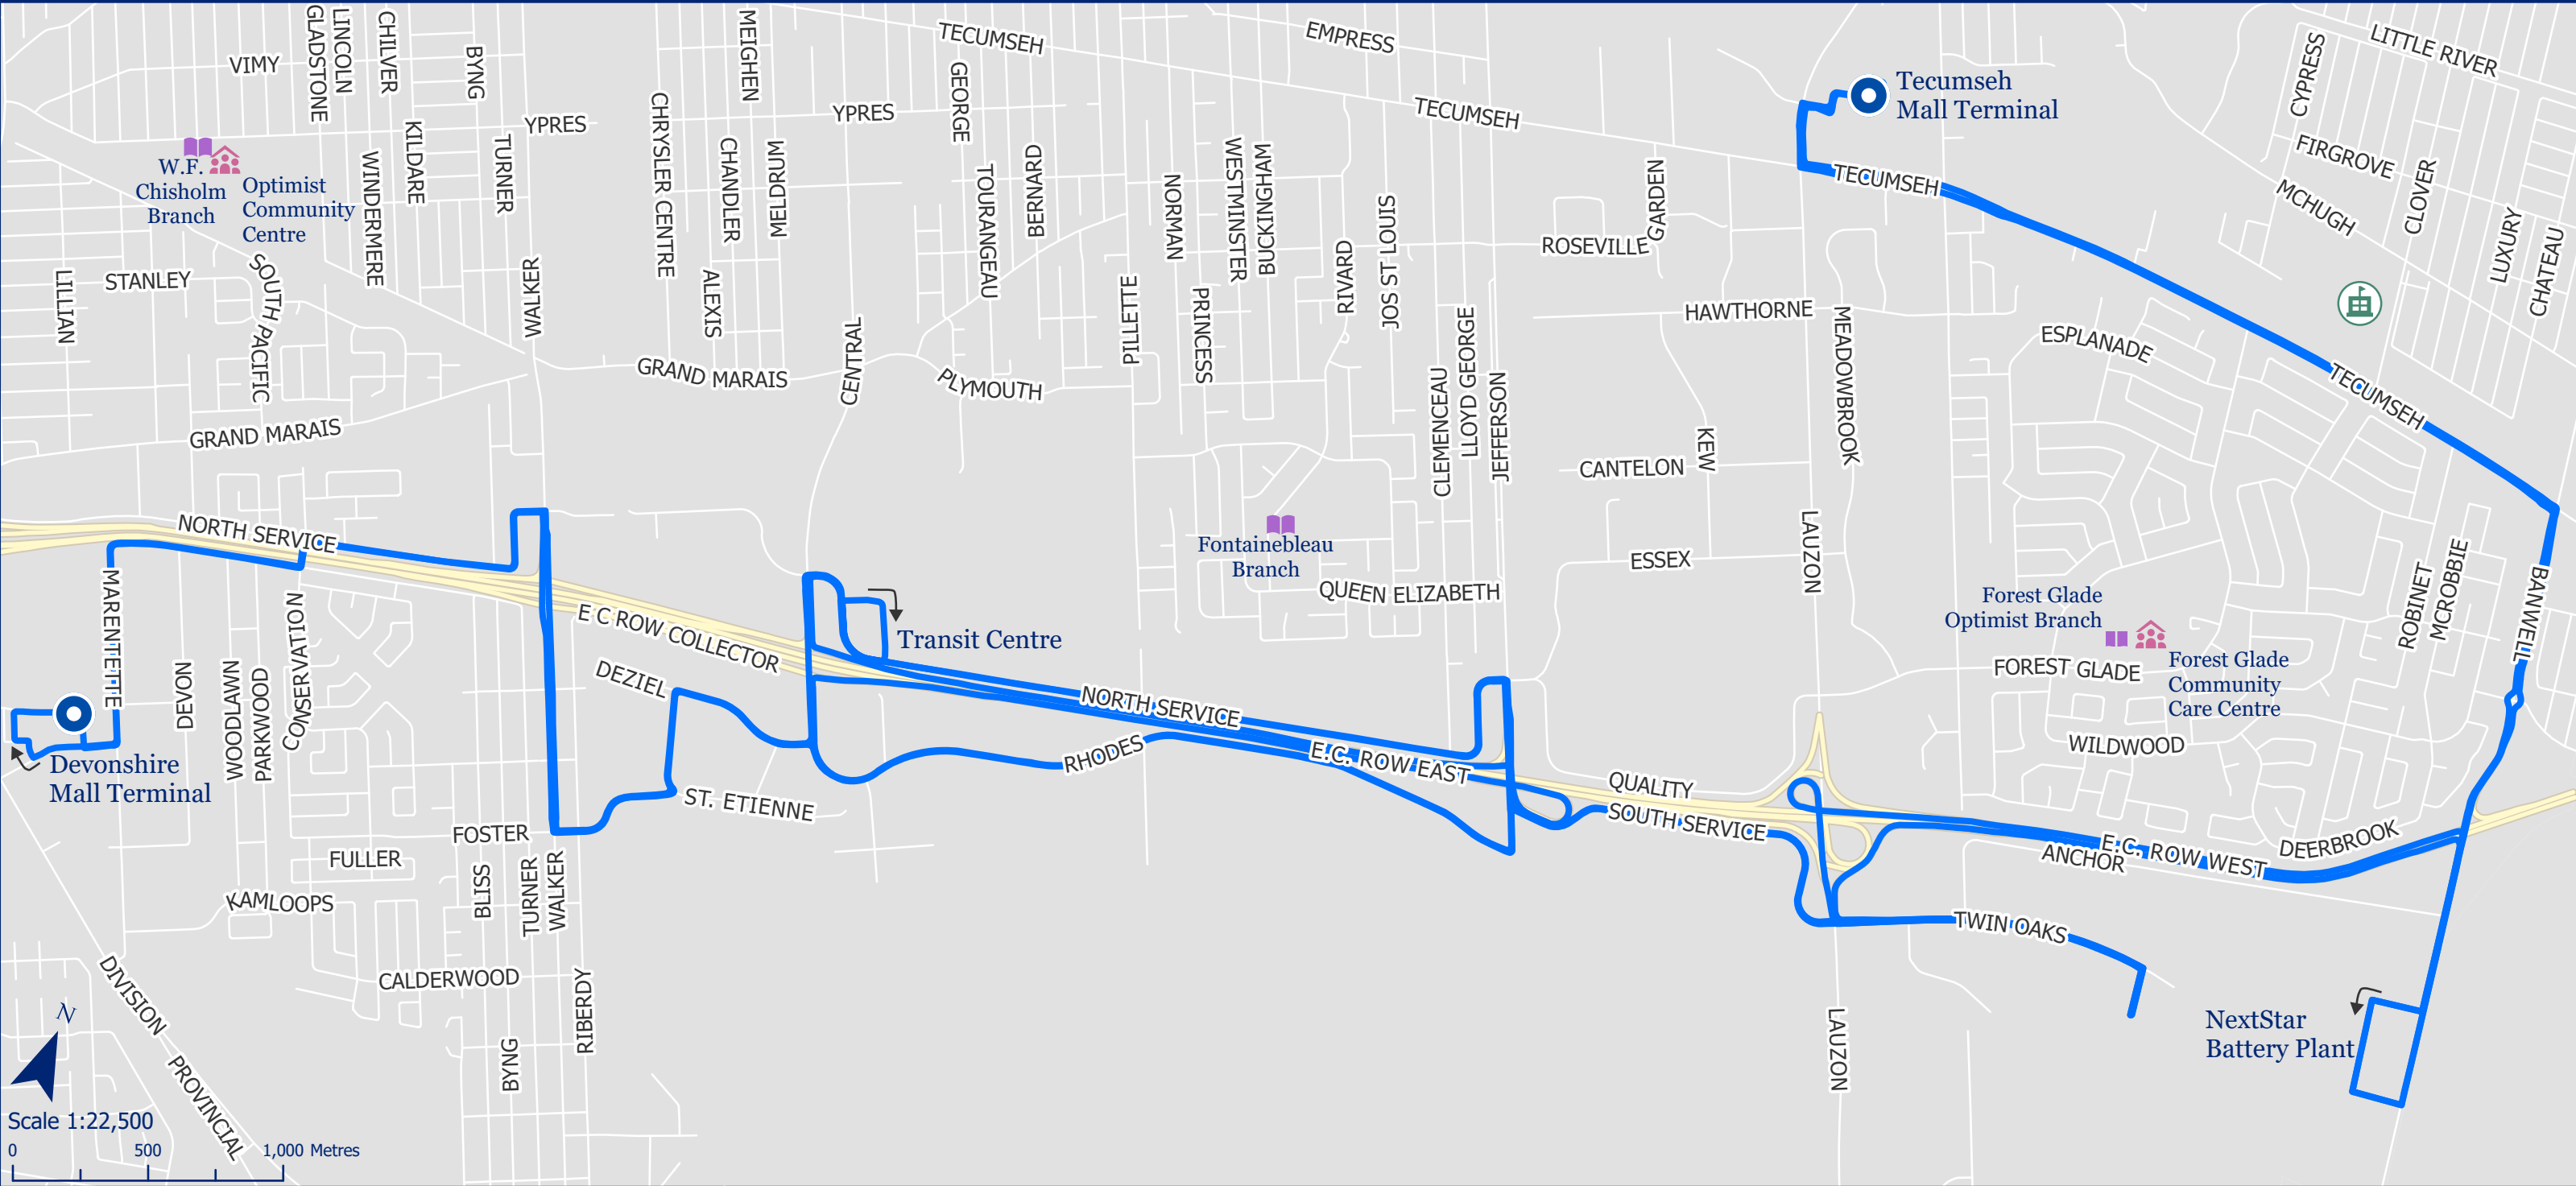 GLADSTONE
LINCOLN
CHILVER
BYNG
VIMY
MEIGHEN
TECUMSEH
EMPRESS
LITTLE RIVER
CYPRESS
Tecumseh
Mall Terminal
YPRES
YPRES
GEORGE
TECUMSEH
KILDARE
TURNER
CHRYSLER CENTRE
CHANDLER
MELDRUM
WINDERMERE
W.F.
Chisholm
Branch
Optimist
Community
Centre
TOURANGEAU
BERNARD
NORMAN
WESTMINSTER
BUCKINGHAM
GARDEN
TECUMSEH
FIRGROVE
MCHUGH
CLOVER
LUXURY
CHATEAU
LILLIAN
STANLEY
SOUTH PACIFIC
WALKER
ALEXIS
CENTRAL
PILLETTE
PRINCESS
RIVARD
JOS ST LOUIS
ROSEVILLE
HAWTHORNE
MEADOWBROOK
ESPLANADE
LLOYD GEORGE
CLEMENCEAU
JEFFERSON
GRAND MARAIS
PLYMOUTH
TECUMSEH
GRAND MARAIS
KEW
CANTELON
NORTH SERVICE
Fontainebleau
Branch
LAUZON
ESSEX
QUEEN ELIZABETH
MARENTETTE
CONSERVATION
E C ROW COLLECTOR
Transit Centre
Forest Glade
Optimist Branch
ROBINET
MCROBBIE
BANWELL
FOREST GLADE
Forest Glade
Community
Care Centre
DEVON
WOODLAWN
PARKWOOD
DEZIEL
NORTH SERVICE
RHODES
E.C. ROW EAST
WILDWOOD
QUALITY
Devonshire
Mall Terminal
ST. ETIENNE
SOUTH SERVICE
FOSTER
FULLER
E.C. ROW WEST
DEERBROOK
ANCHOR
KAMLOOPS
BLISS
TURNER
WALKER
TWIN OAKS
CALDERWOOD
DIVISION
RIBERDY
BYNG
LAUZON
NextStar
Battery Plant
PROVINCIAL
N
Scale 1:22,500
0 500 1,000 Metres